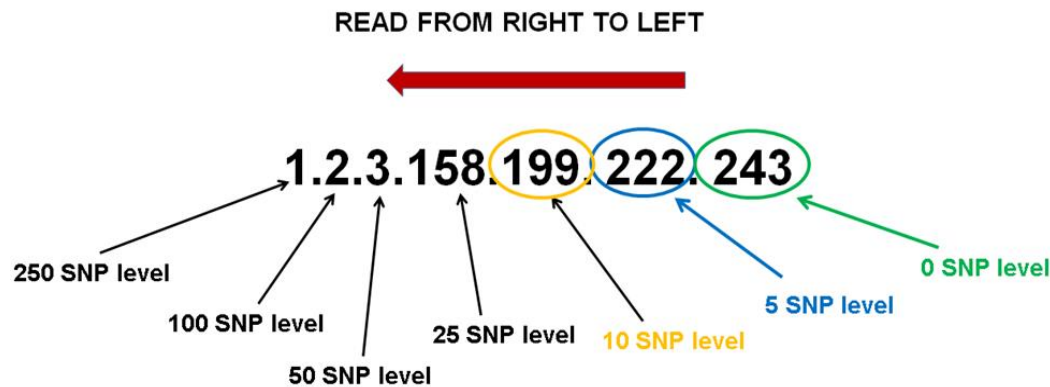 READ FROM RIGHT TO LEFT
1.2.3.158.199. 222. 243
250 SNP level
0 SNP level
5 SNP level
100 SNP level
25 SNP level
10 SNP level
50 SNP level